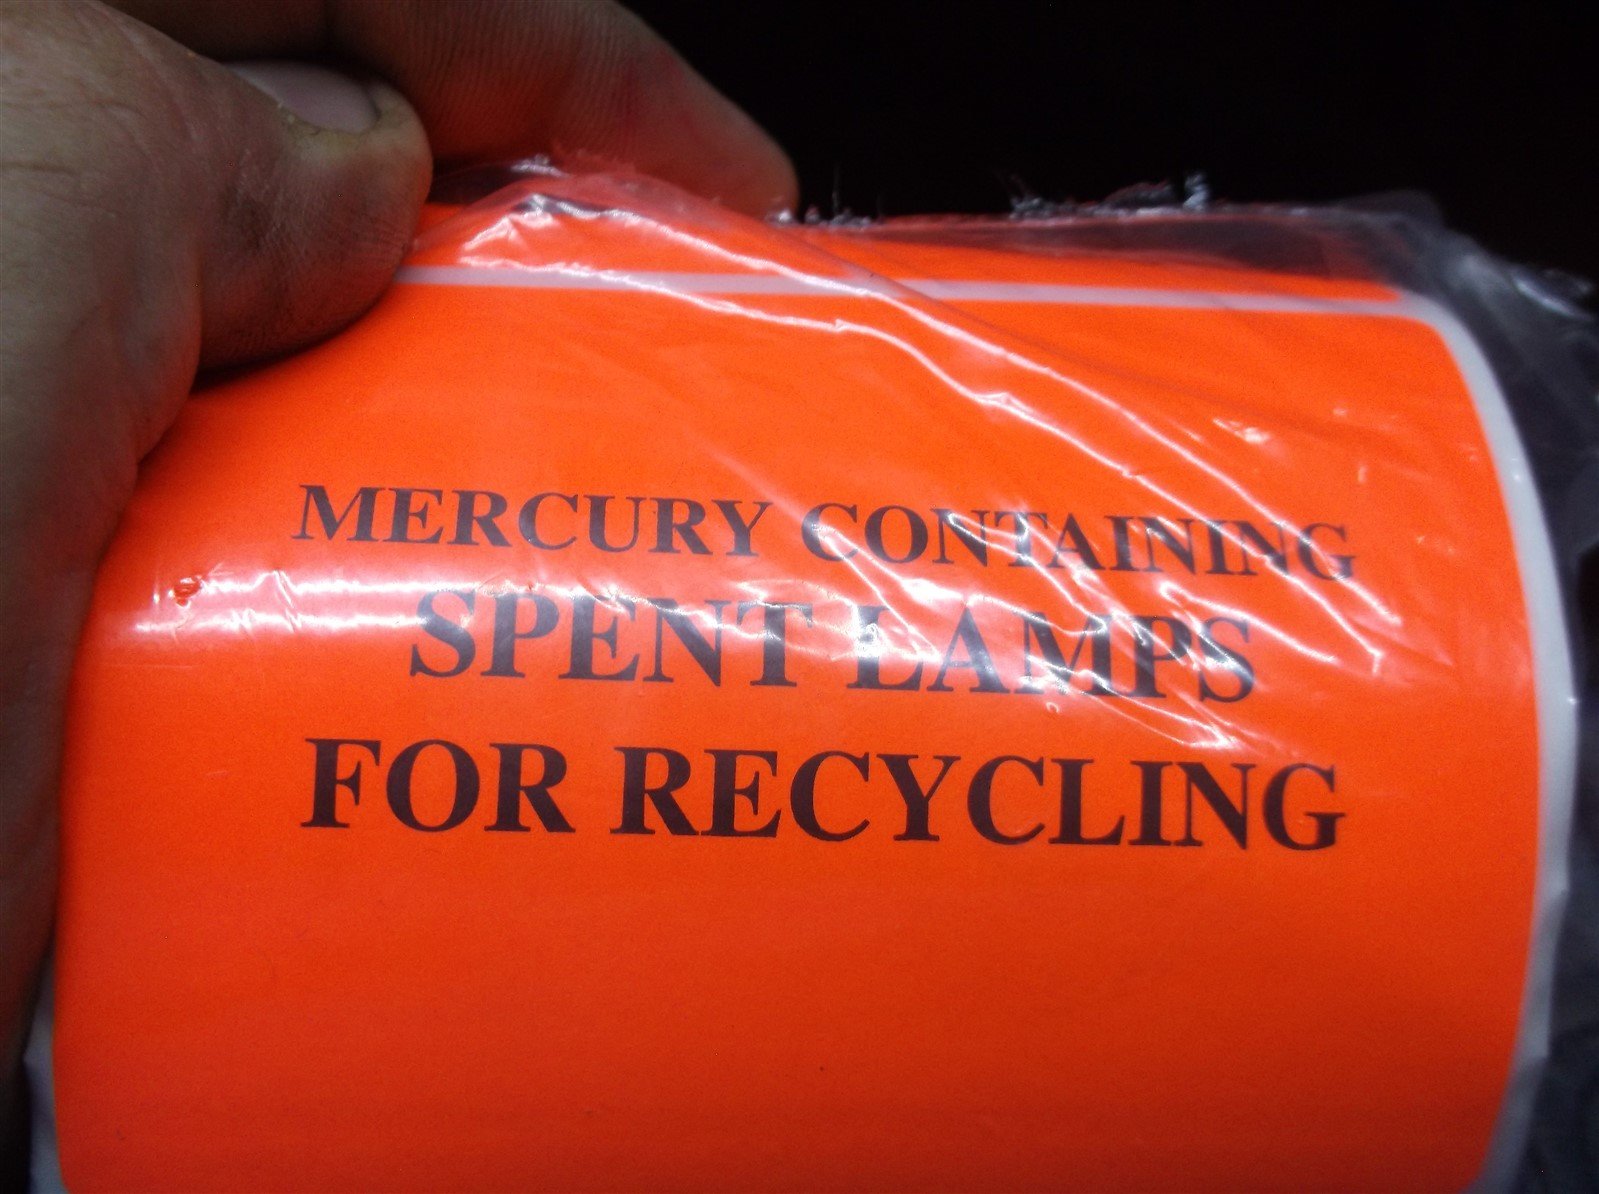 MERCURY CONTAINING
SPENT LAMPS
FOR RECYCLING